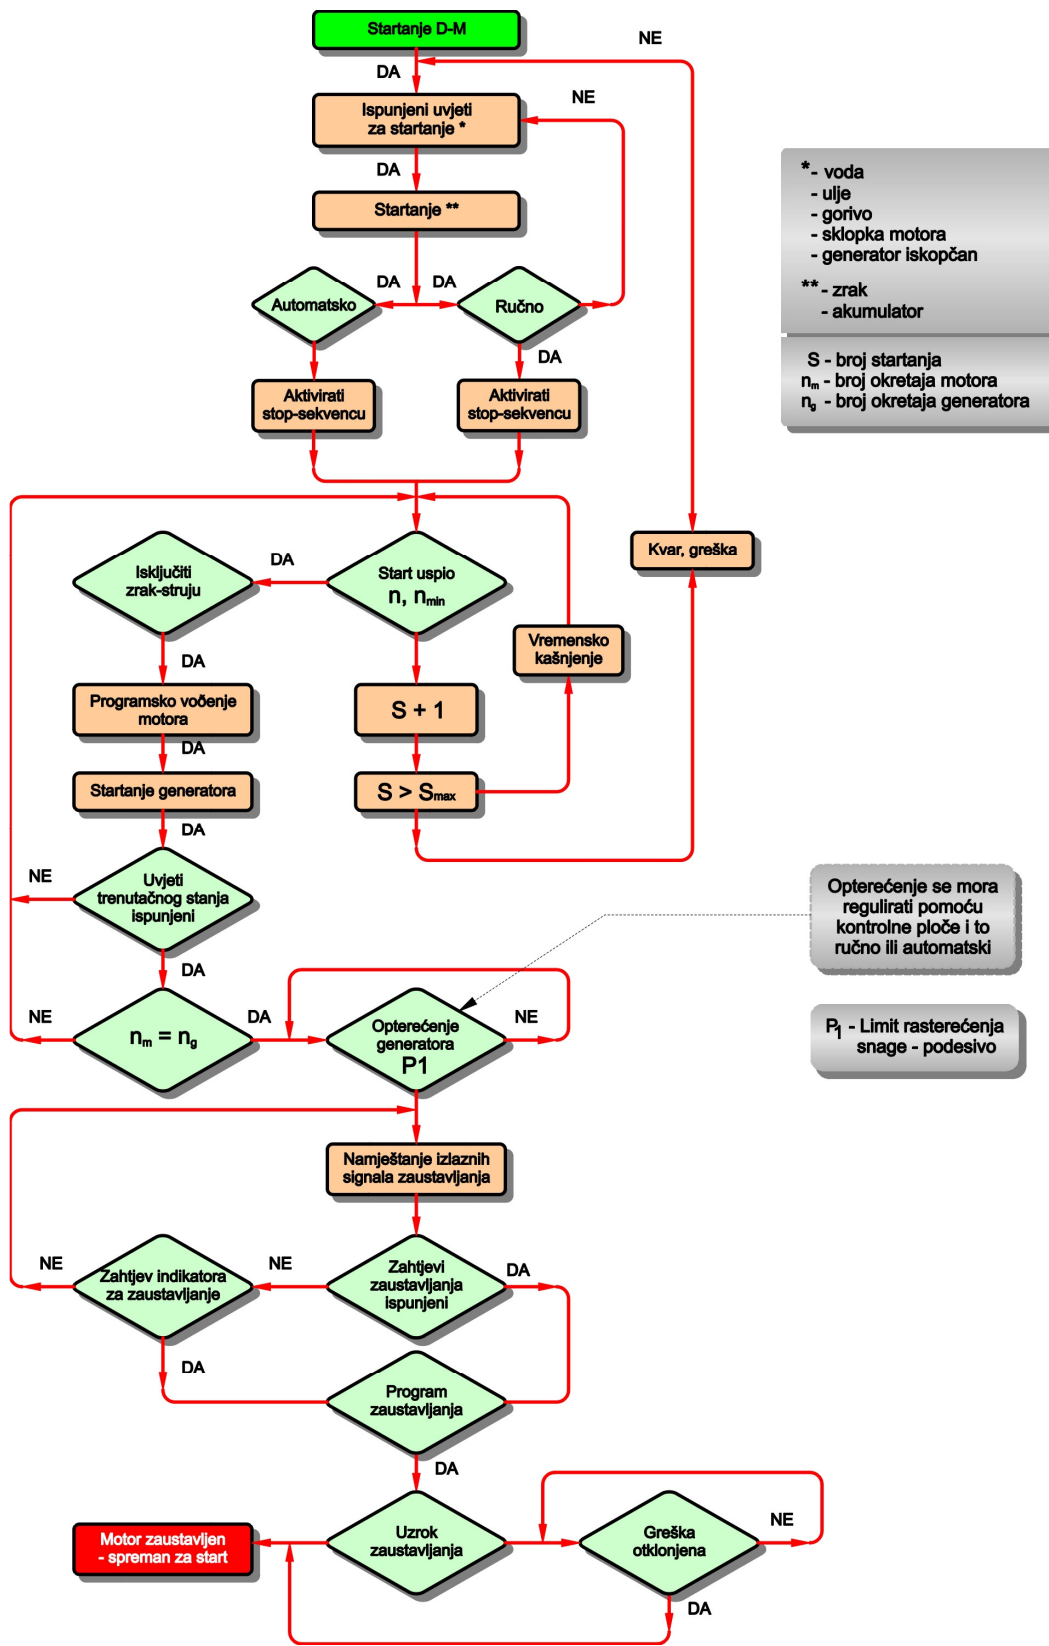 Startanje D-M
NE
DA
Ispunjeni uvjeti
za startanje *
NE
DA
Startanje **
* - voda
- ulje
- gorivo
- sklopka motora
- generator iskopčan
** - zrak
- akumulator
S - broj startanja
nm - broj okretaja motora
ng - broj okretaja generatora
DA
DA
Automatsko
Ručno
DA
Aktivirati
stop-sekvencu
Aktivirati
stop-sekvencu
Isključiti
zrak-struju
DA
Start uspio
n, nmin
Kvar, greška
Vremensko
kašnjenje
DA
Programsko vođenje
motora
S + 1
DA
Startanje generatora
S > Smax
DA
NE
Uvjeti
trenutačnog stanja
ispunjeni
Opterećenje se mora
regulirati pomoću
kontrolne ploče i to
ručno ili automatski
DA
NE
nm = ng
DA
Opterećenje
generatora
P1
NE
P1 - Limit rasterećenja
snage - podesivo
Namještanje izlaznih
signala zaustavljanja
NE
Zahtjev indikatora
za zaustavljanje
NE
Zahtjevi
zaustavljanja
ispunjeni
DA
DA
Program
zaustavljanja
DA
Motor zaustavljen
- spreman za start
Uzrok
zaustavljanja
Greška
otklonjena
NE
DA